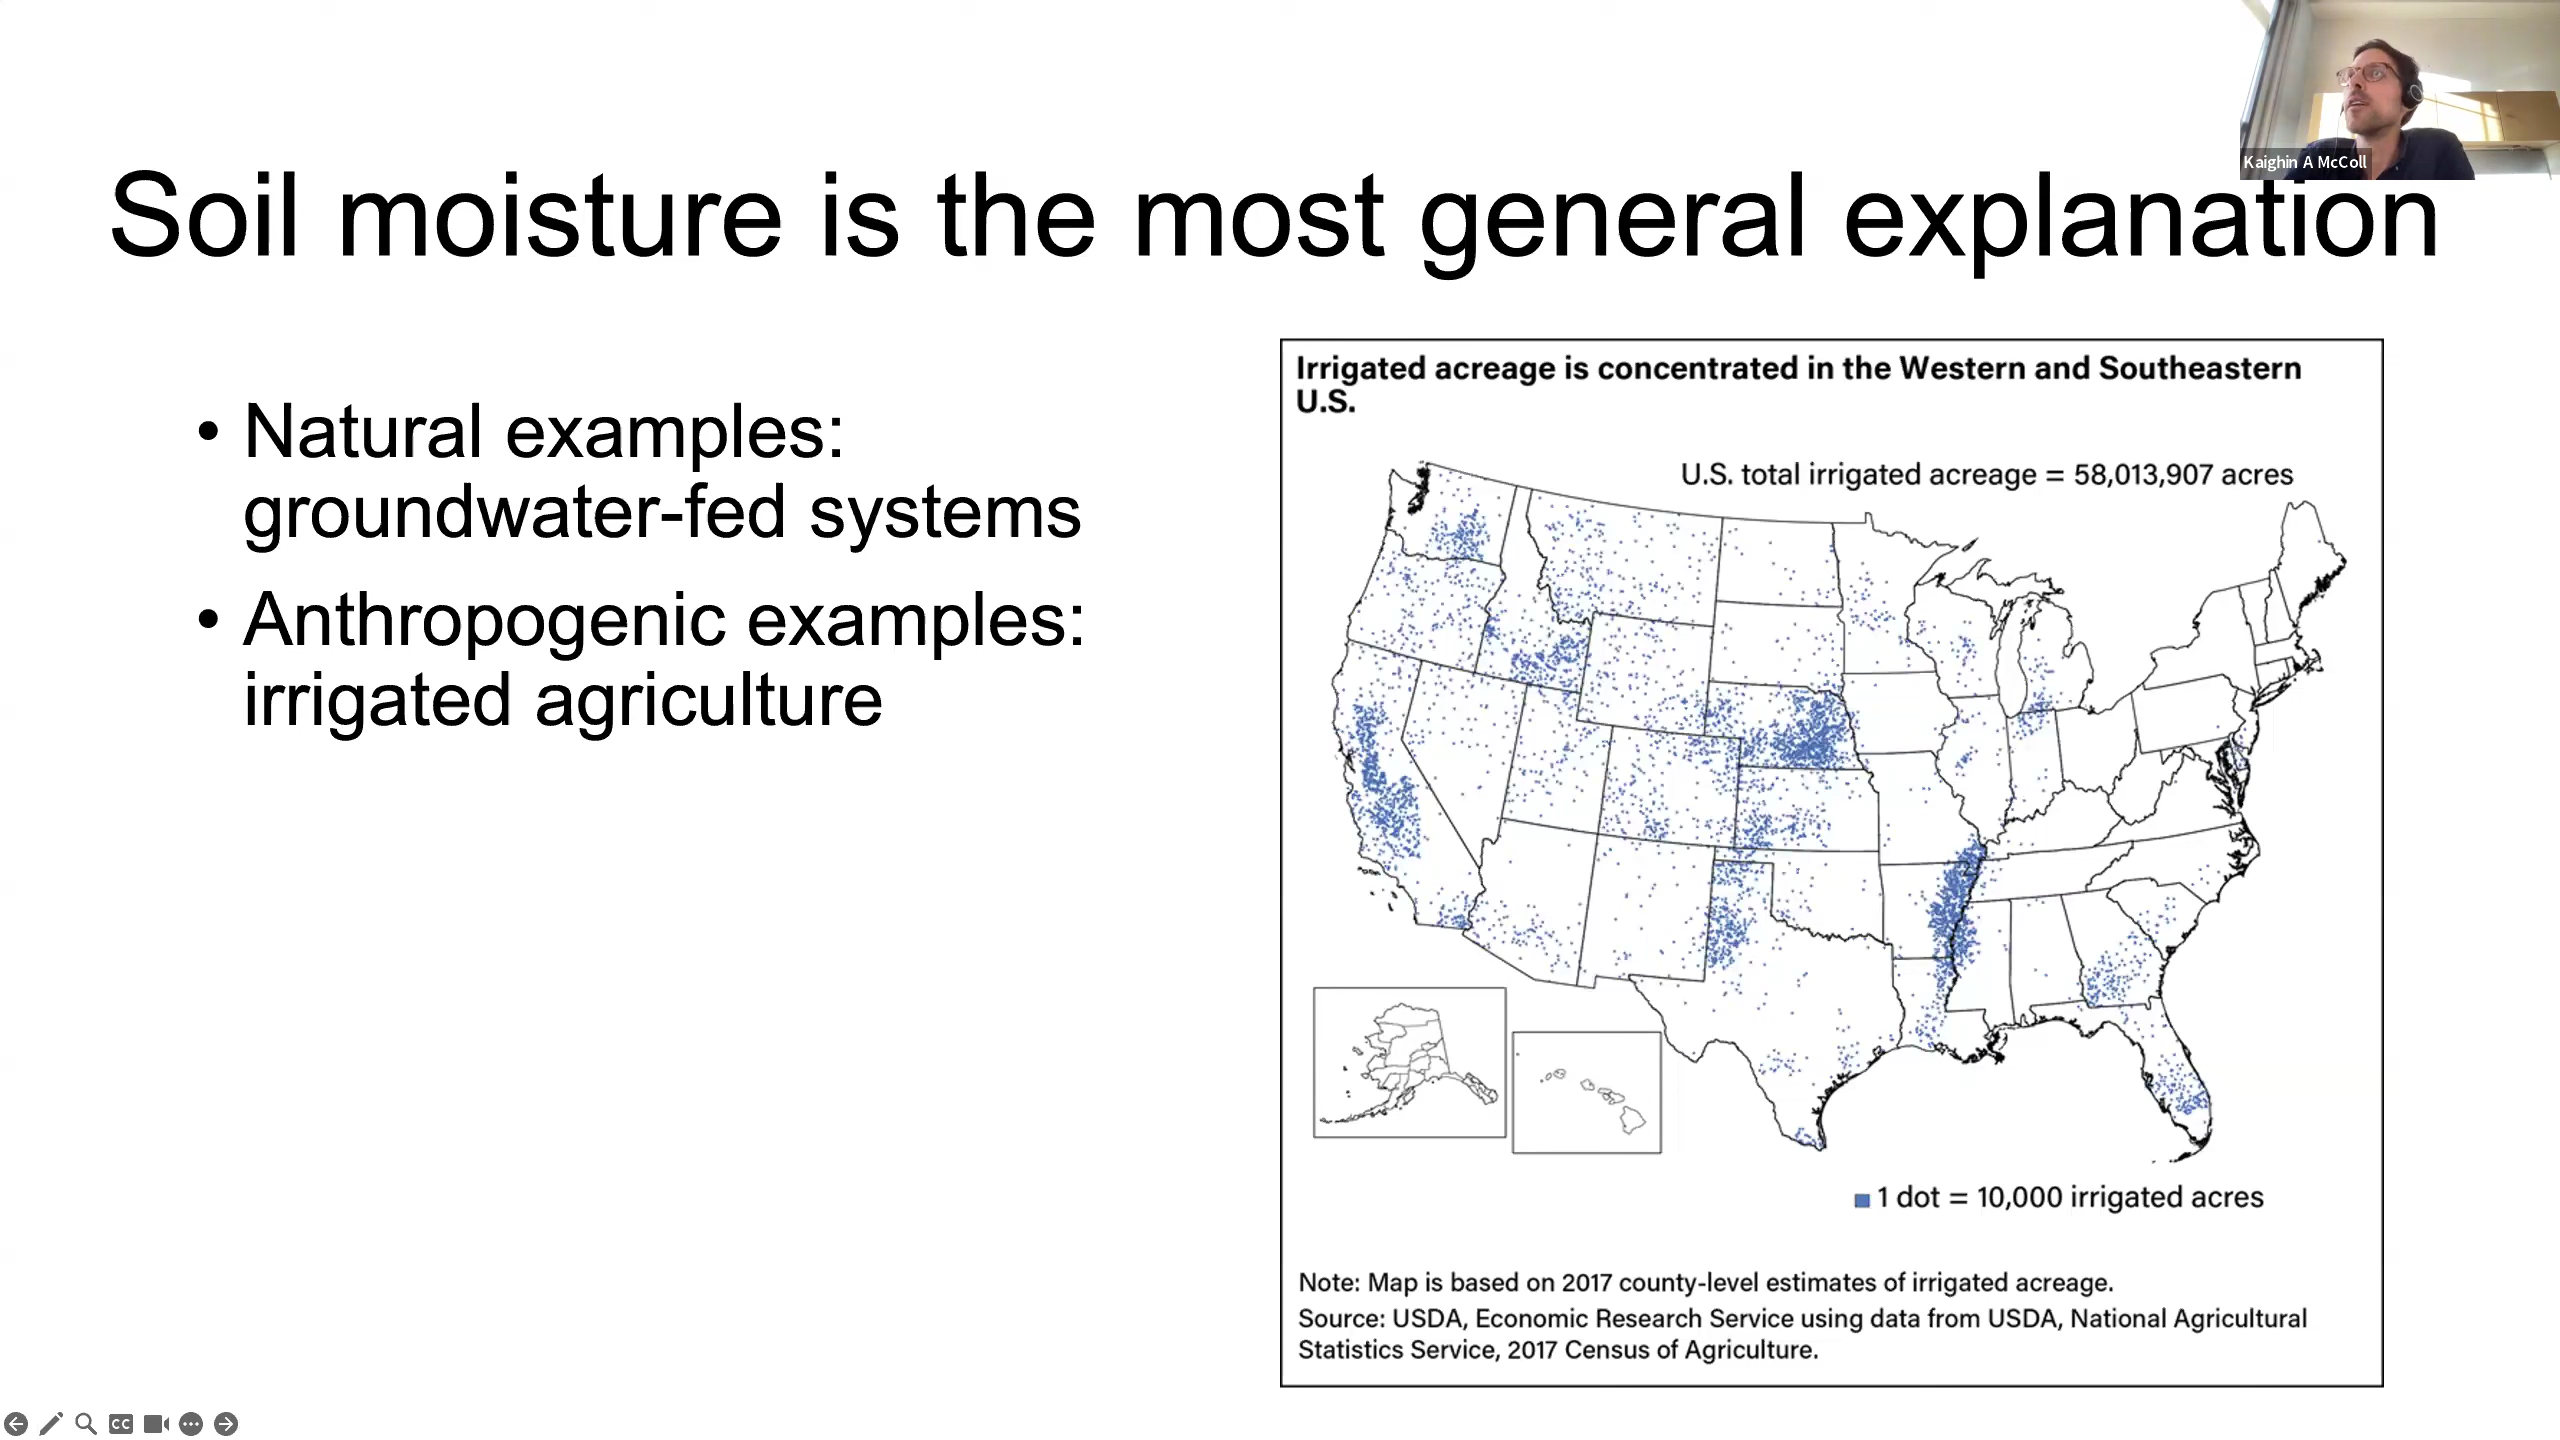 Kaighin A McColl
Soil moisture is the most general explanation
• Natural examples:
groundwater-fed systems
• Anthropogenic examples:
irrigated agriculture
Irrigated acreage is concentrated in the Western and Southeastern
U.S.
U.S. total irrigated acreage = 58,013,907 acres
1 dot = 10,000 irrigated acres
Note: Map is based on 2017 county-level estimates of irrigated acreage.
Source: USDA, Economic Research Service using data from USDA, National Agricultural
Statistics Service, 2017 Census of Agriculture.
CC